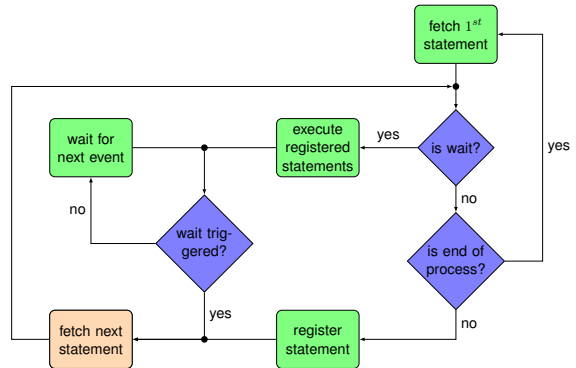 fetch 1st
statement
execute
registered
statements
yes
is wait?
yes
wait for
next event
no
no
wait trig-
gered?
is end of
process?
yes
no
fetch next
statement
register
statement